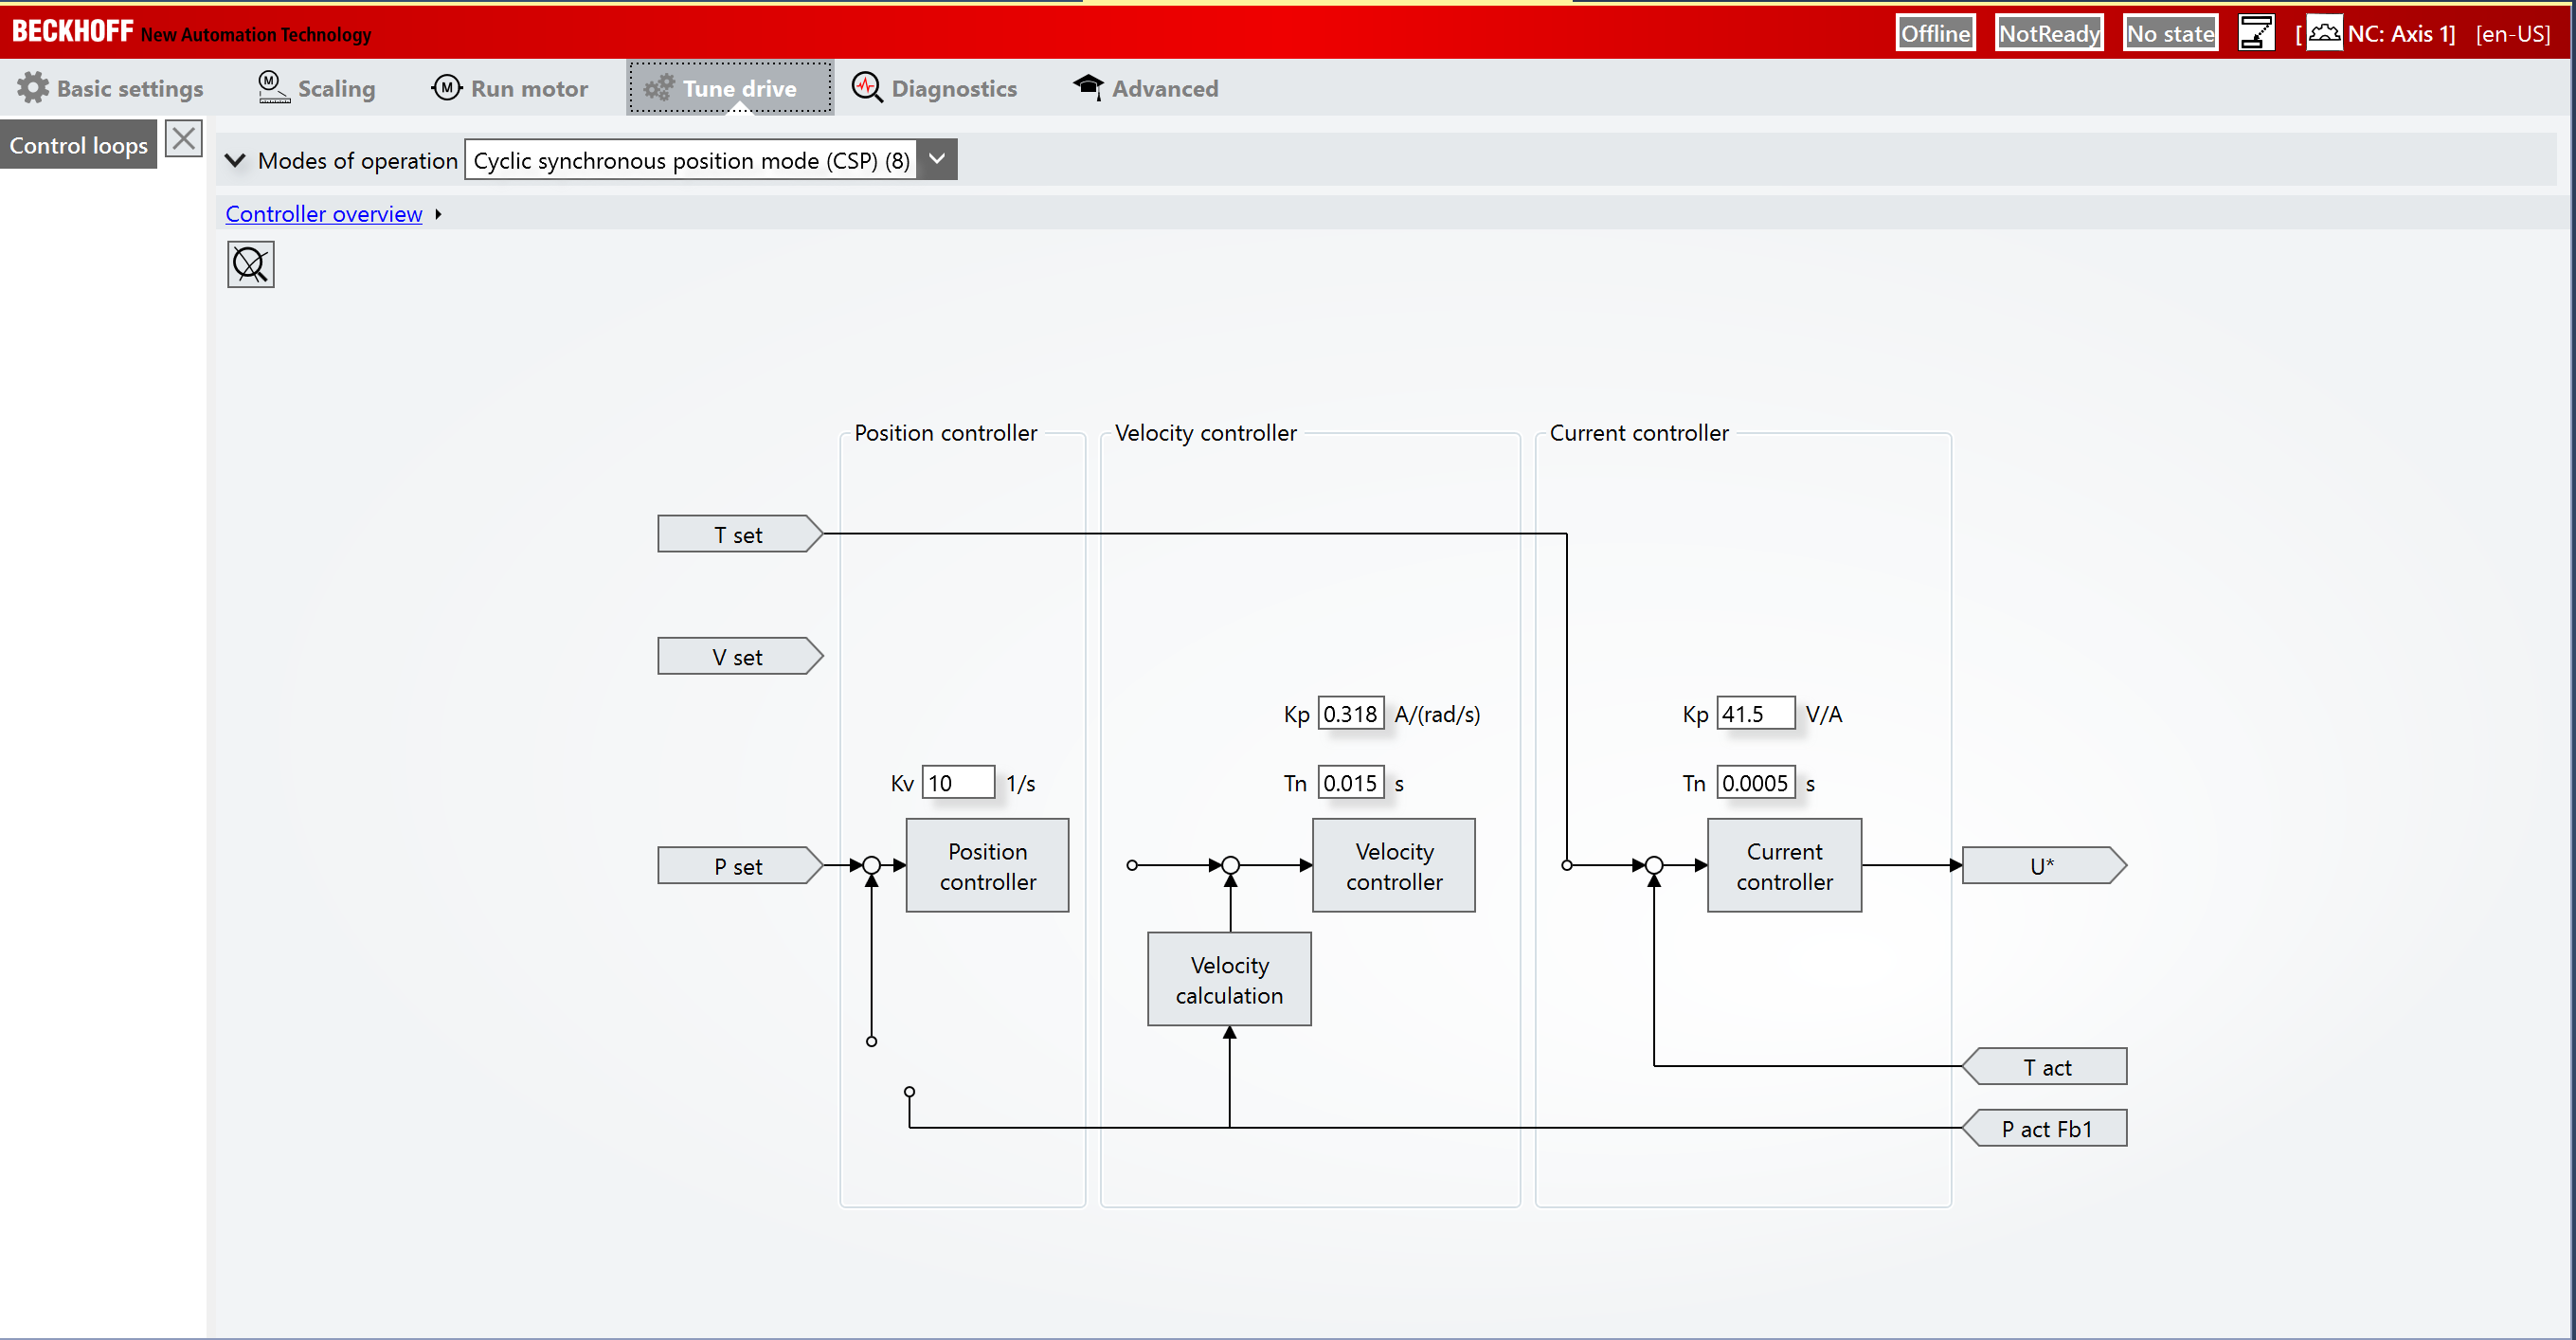 BECKHOFF New Automation Technology
Offline NotReady No state [ NC: Axis 1] [en-US]
Basic settings M Scaling M Run motor Tune drive Diagnostics Advanced
Control loops
Modes of operation Cyclic synchronous position mode (CSP) (8)
Controller overview
Position controller Velocity controller Current controller
T set
V set
Kp 0.318 A/(rad/s) Kp 41.5 V/A
Kv 10 1/s Tn 0.015 s Tn 0.0005 s
P set
Position
controller
Velocity
controller
Current
controller
U*
Velocity
calculation
T act
P act Fb1